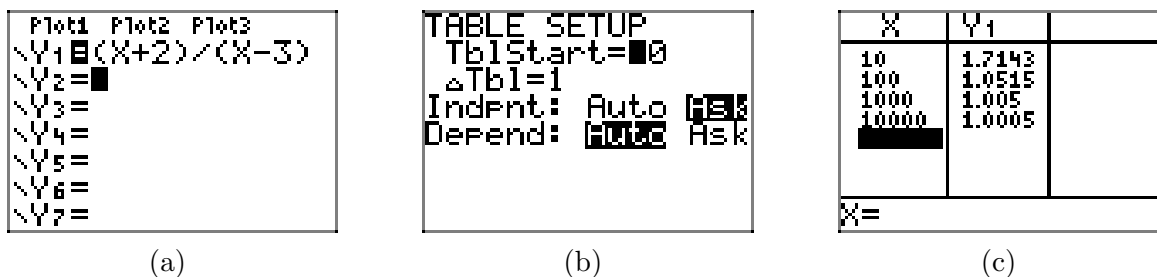 Plot1 Plot2 Plot3
\Y1=(X+2)/(X-3)
\Y2=
\Y3=
\Y4=
\Y5=
\Y6=
\Y7=
(a)
TABLE SETUP
TblStart=█0
△Tbl=1
Indpnt: Auto Ask
Depend: Auto Ask
(b)
X Y1
10 1.7143
100 1.0515
1000 1.005
10000 1.0005
X=
(c)